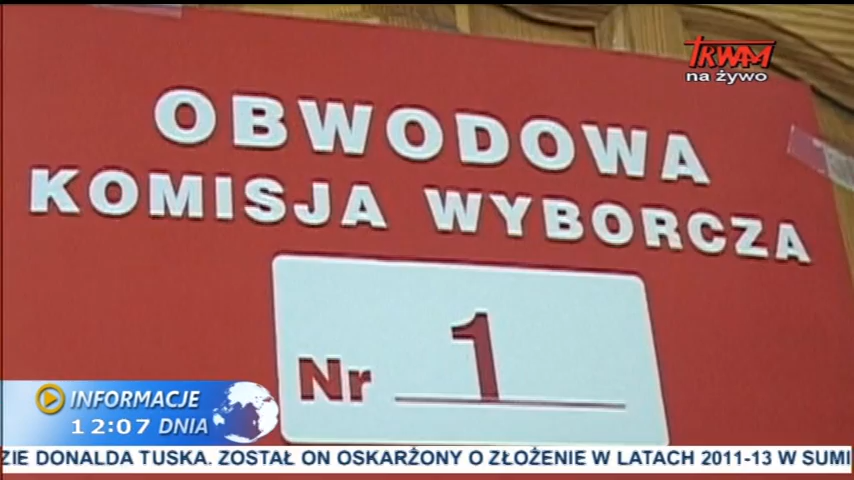 TRWAM
na żywo
OBWODOWA
KOMISJA WYBORCZA
Nr 1
INFORMACJE
12:07 DNIA
ZIE DONALDA TUSKA. ZOSTAŁ ON OSKARŻONY O ZŁOŻENIE W LATACH 2011-13 W SUMI